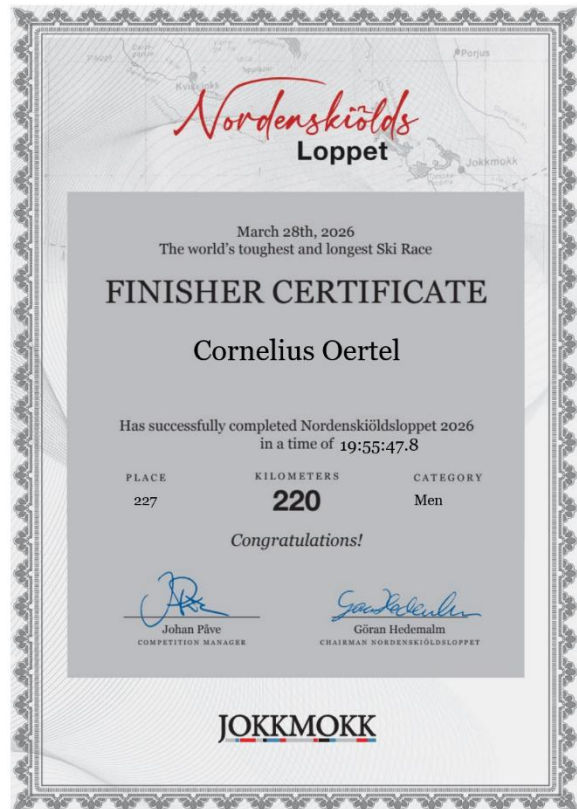 Porjus
Kvikkjokk
Jokkmokk
Nordenskiölds
Loppet
March 28th, 2026
The world's toughest and longest Ski Race
FINISHER CERTIFICATE
Cornelius Oertel
Has successfully completed Nordenskiöldsloppet 2026
in a time of 19:55:47.8
PLACE KILOMETERS CATEGORY
227 220 Men
Congratulations!
Johan Påve Göran Hedemalm
COMPETITION MANAGER CHAIRMAN NORDENSKIÖLDSLOPPET
JOKKMOKK